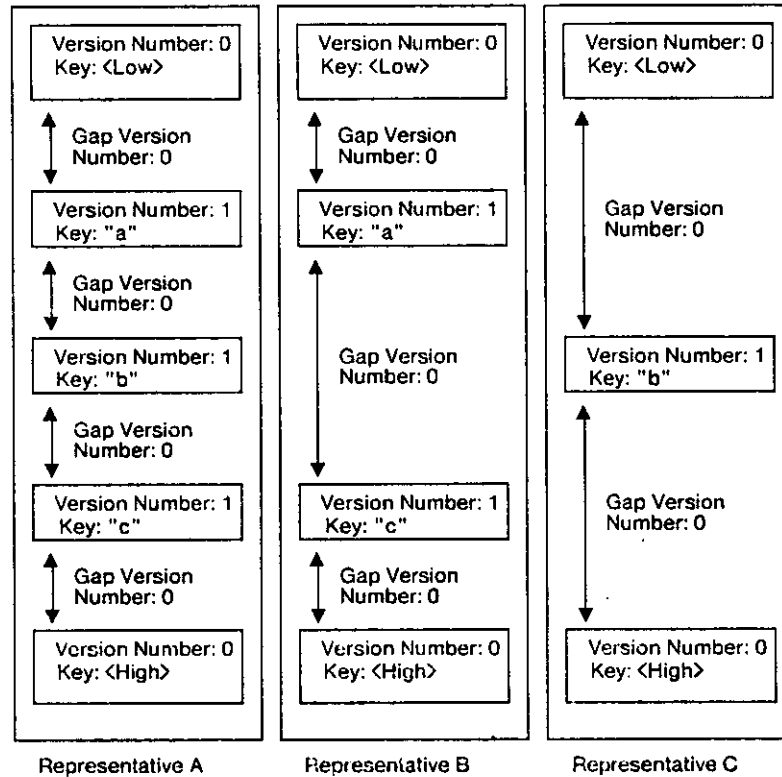 Version Number: 0
Key: <Low>
Gap Version
Number: 0
Version Number: 1
Key: "a"
Gap Version
Number: 0
Version Number: 1
Key: "b"
Gap Version
Number: 0
Version Number: 1
Key: "c"
Gap Version
Number: 0
Version Number: 0
Key: <High>
Representative A
Version Number: 0
Key: <Low>
Gap Version
Number: 0
Version Number: 1
Key: "a"
Gap Version
Number: 0
Version Number: 1
Key: "c"
Gap Version
Number: 0
Version Number: 0
Key: <High>
Representative B
Version Number: 0
Key: <Low>
Gap Version
Number: 0
Version Number: 1
Key: "b"
Gap Version
Number: 0
Version Number: 0
Key: <High>
Representative C